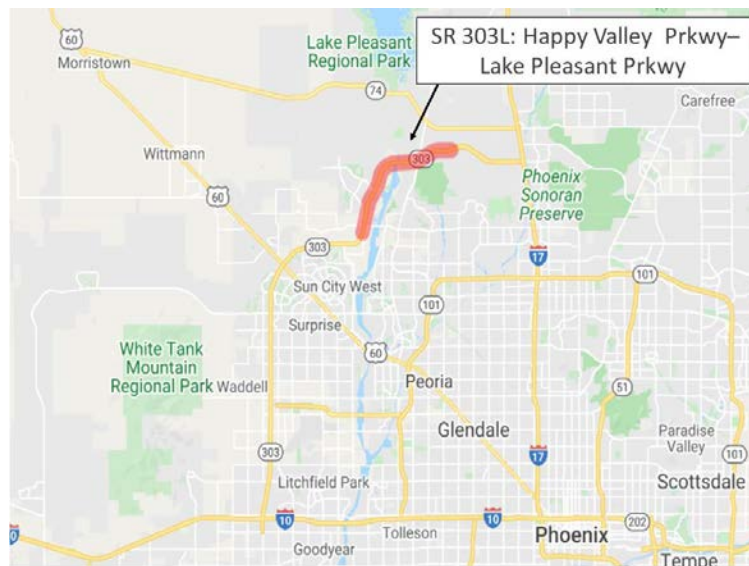 SR 303L: Happy Valley Prkwy–
Lake Pleasant Prkwy
60
Morristown
Lake Pleasant
Regional Park
74
Carefree
Wittmann
303
60
Phoenix
Sonoran
Preserve
303
17
101
101
Sun City West
Surprise
60
White Tank
Mountain
Regional Park
Waddell
Peoria
51
Glendale
Paradise
Valley
303
17
101
Litchfield Park
Scottsdale
10
10
202
Tolleson
Phoenix
0
Goodyear
Tempe